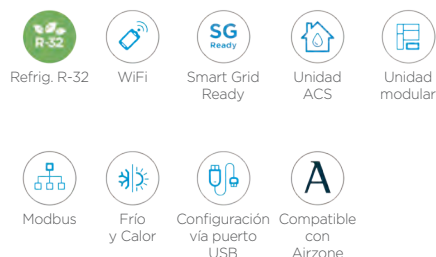 R-32
SG
Ready
Refrig. R-32
WiFi
Smart Grid
Ready
Unidad
ACS
Unidad
modular
A
Modbus
Frío
y Calor
Configuración
vía puerto
USB
Compatible
con
Airzone